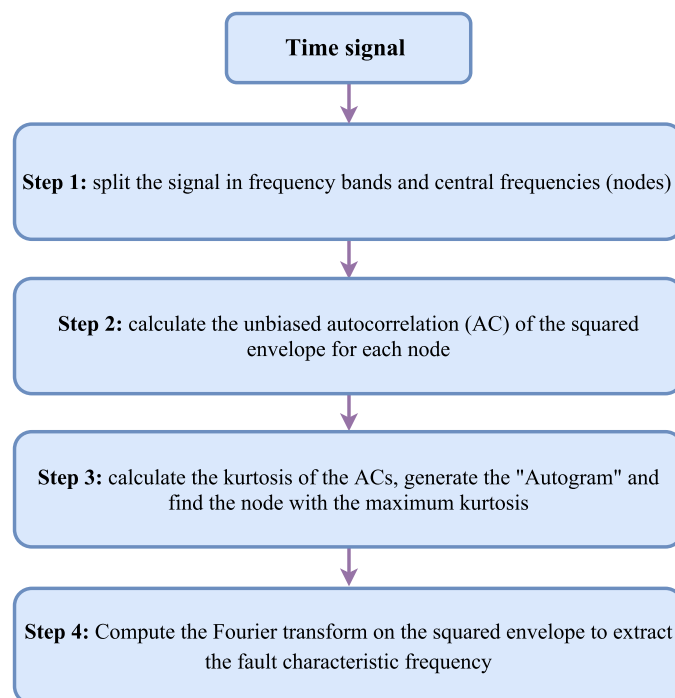 Time signal
Step 1: split the signal in frequency bands and central frequencies (nodes)
Step 2: calculate the unbiased autocorrelation (AC) of the squared
envelope for each node
Step 3: calculate the kurtosis of the ACs, generate the "Autogram" and
find the node with the maximum kurtosis
Step 4: Compute the Fourier transform on the squared envelope to extract
the fault characteristic frequency